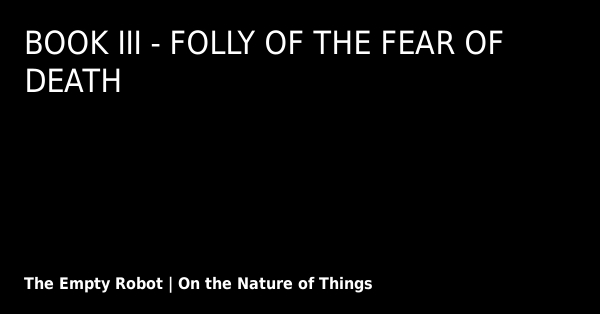 BOOK III - FOLLY OF THE FEAR OF
DEATH
The Empty Robot | On the Nature of Things